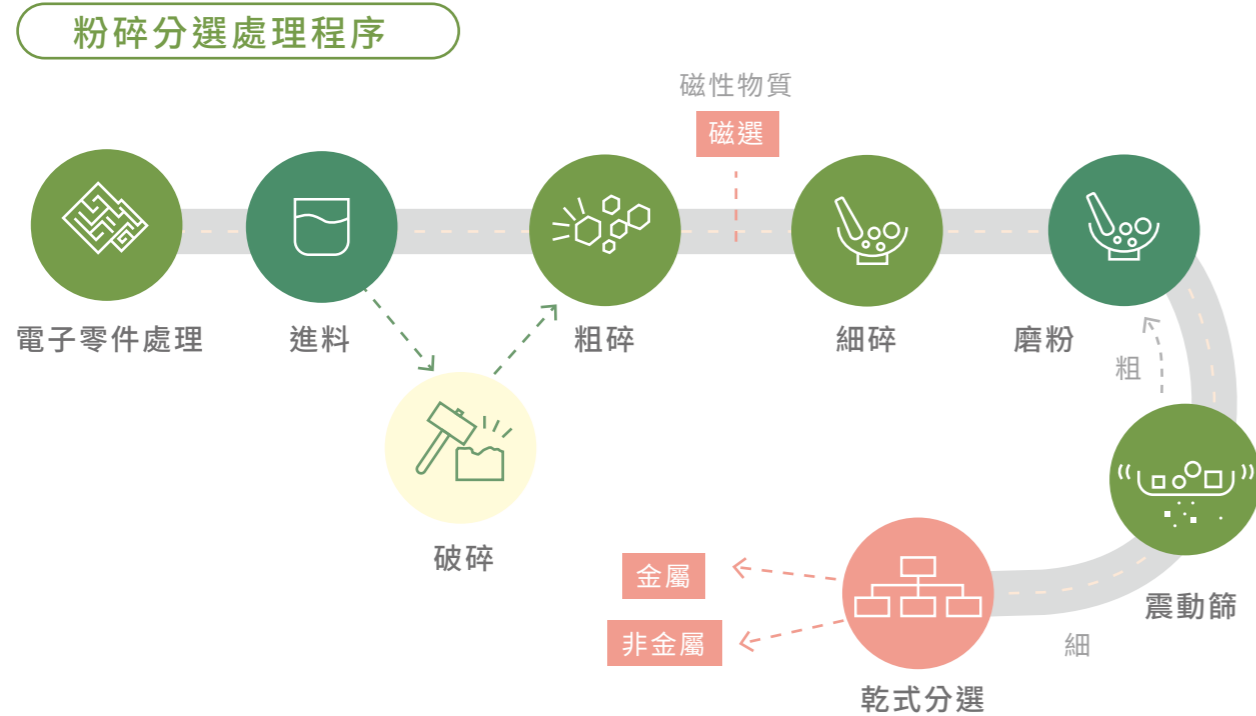 粉碎分選處理程序
磁性物質
磁選
電子零件處理
進料
粗碎
細碎
磨粉
粗
破碎
金屬
非金屬
震動篩
細
乾式分選